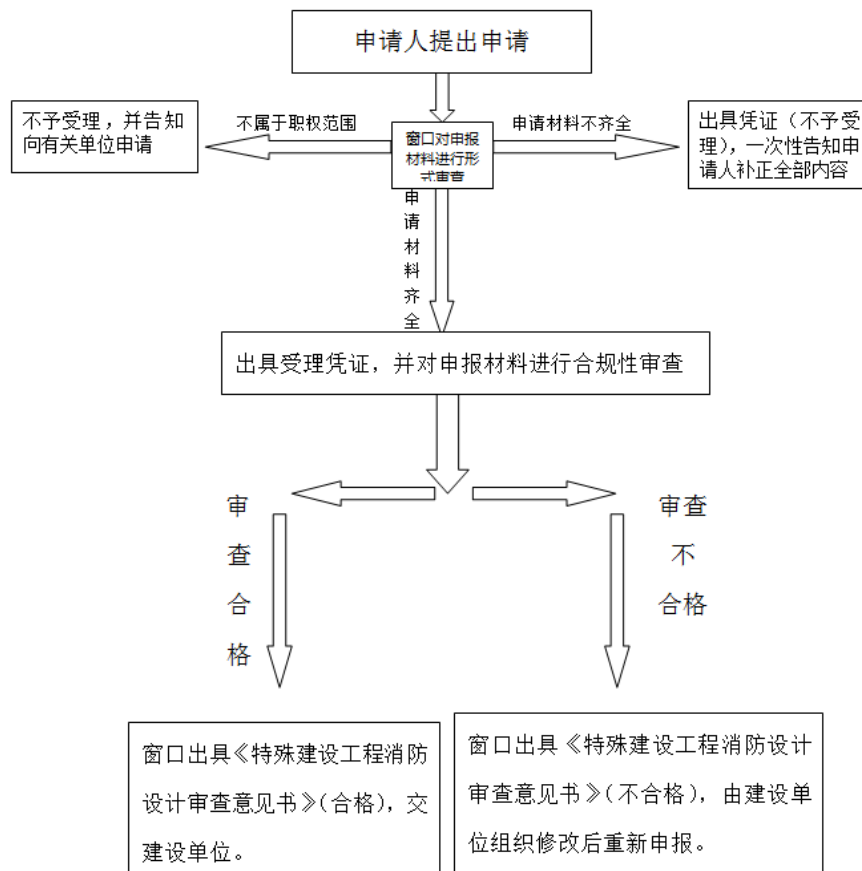 申请人提出申请
不予受理，并告知
向有关单位申请
不属于职权范围
窗口对申报
材料进行形
式审查
申请材料不齐全
出具凭证（不予受
理），一次性告知申
请人补正全部内容
申
请
材
料
齐
全
出具受理凭证，并对申报材料进行合规性审查
审
查
合
格
审查
不
合格
窗口出具《特殊建设工程消防
设计审查意见书》（合格），交
建设单位。
窗口出具《特殊建设工程消防设计
审查意见书》（不合格），由建设单
位组织修改后重新申报。